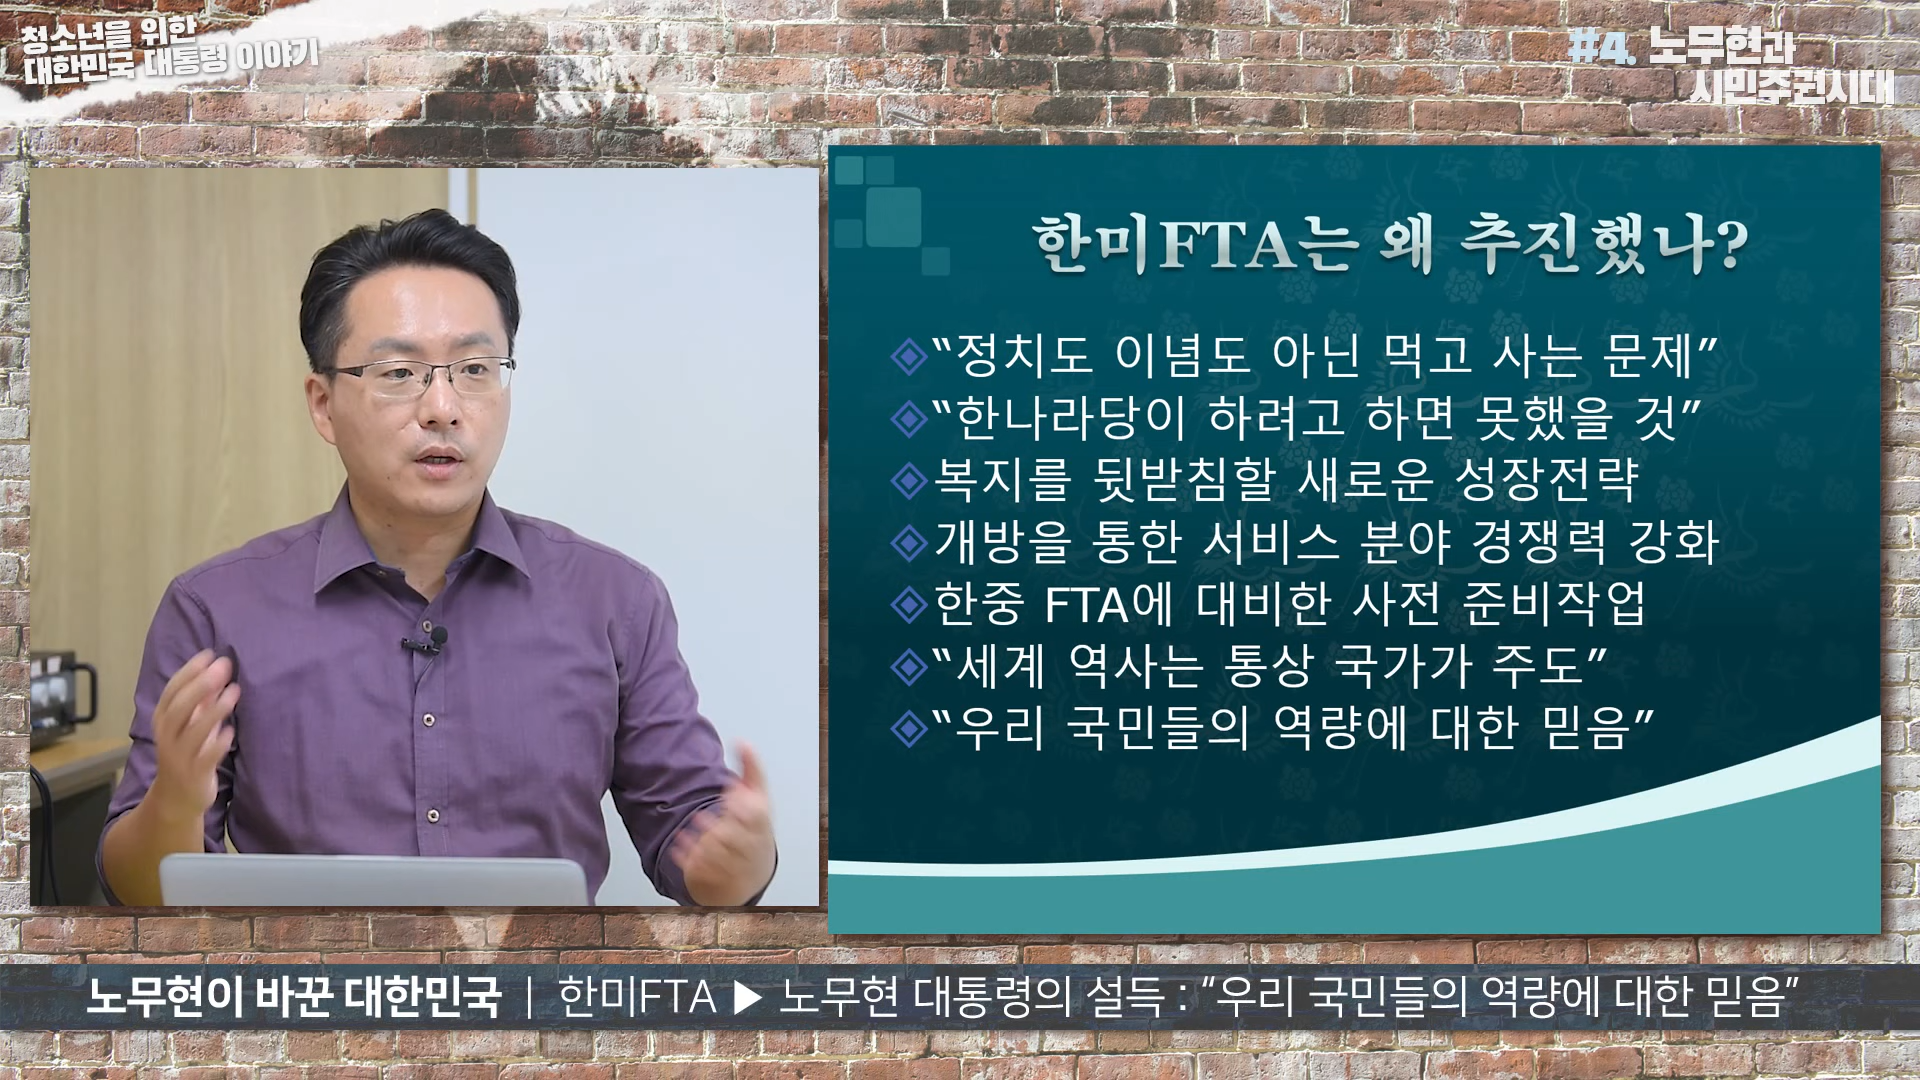 청소년을 위한
대한민국 대통령 이야기
#4. 노무현과
시민주권시대
한미FTA는 왜 추진했나?
“정치도 이념도 아닌 먹고 사는 문제”
“한나라당이 하려고 하면 못했을 것”
복지를 뒷받침할 새로운 성장전략
개방을 통한 서비스 분야 경쟁력 강화
한중 FTA에 대비한 사전 준비작업
“세계 역사는 통상 국가가 주도”
“우리 국민들의 역량에 대한 믿음”
노무현이 바꾼 대한민국 | 한미FTA ▶ 노무현 대통령의 설득 : “우리 국민들의 역량에 대한 믿음”